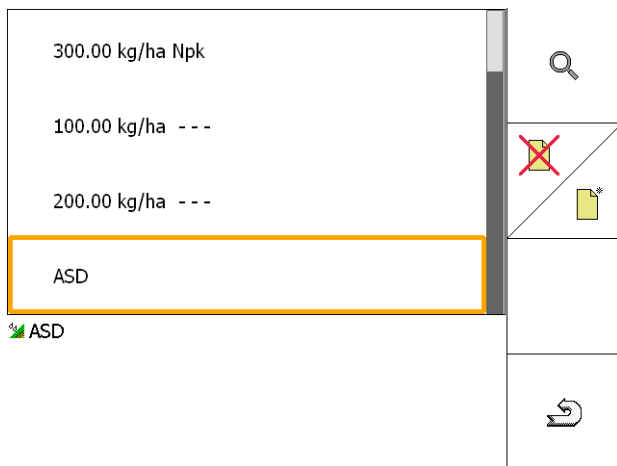 300.00 kg/ha Npk
100.00 kg/ha ---
200.00 kg/ha ---
ASD
ASD